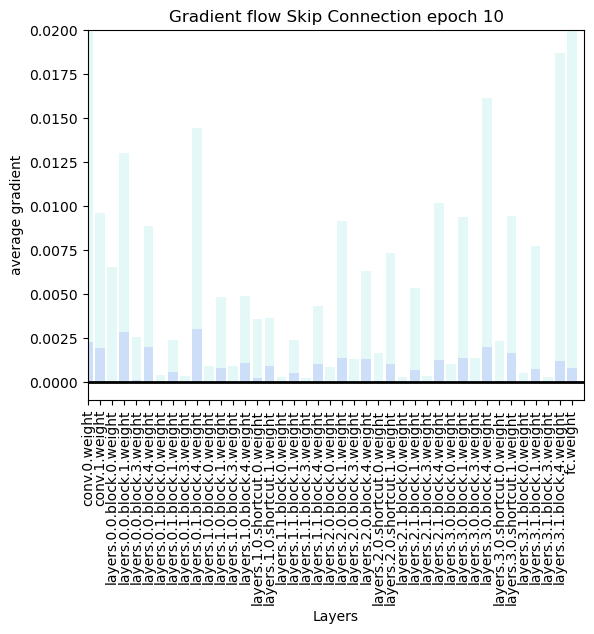 Gradient flow Skip Connection epoch 10
average gradient
0.0200
0.0175
0.0150
0.0125
0.0100
0.0075
0.0050
0.0025
0.0000
conv.0.weight
conv.1.weight
layers.0.0.block.0.weight
layers.0.0.block.1.weight
layers.0.0.block.3.weight
layers.0.0.block.4.weight
layers.0.1.block.0.weight
layers.0.1.block.1.weight
layers.0.1.block.3.weight
layers.0.1.block.4.weight
layers.1.0.block.0.weight
layers.1.0.block.1.weight
layers.1.0.block.3.weight
layers.1.0.block.4.weight
layers.1.0.shortcut.0.weight
layers.1.0.shortcut.1.weight
layers.1.1.block.0.weight
layers.1.1.block.1.weight
layers.1.1.block.3.weight
layers.1.1.block.4.weight
layers.2.0.block.0.weight
layers.2.0.block.1.weight
layers.2.0.block.3.weight
layers.2.0.block.4.weight
layers.2.0.shortcut.0.weight
layers.2.0.shortcut.1.weight
layers.2.1.block.0.weight
layers.2.1.block.1.weight
layers.2.1.block.3.weight
layers.2.1.block.4.weight
layers.3.0.block.0.weight
layers.3.0.block.1.weight
layers.3.0.block.3.weight
layers.3.0.block.4.weight
layers.3.0.shortcut.0.weight
layers.3.0.shortcut.1.weight
layers.3.1.block.0.weight
layers.3.1.block.1.weight
layers.3.1.block.3.weight
layers.3.1.block.4.weight
fc.weight
Layers